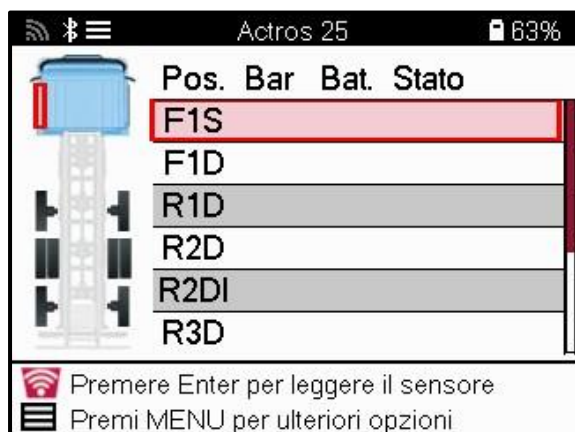 Actros 25 63%
Pos. Bar Bat. Stato
F1S
F1D
R1D
R2D
R2DI
R3D
Premere Enter per leggere il sensore
Premi MENU per ulteriori opzioni